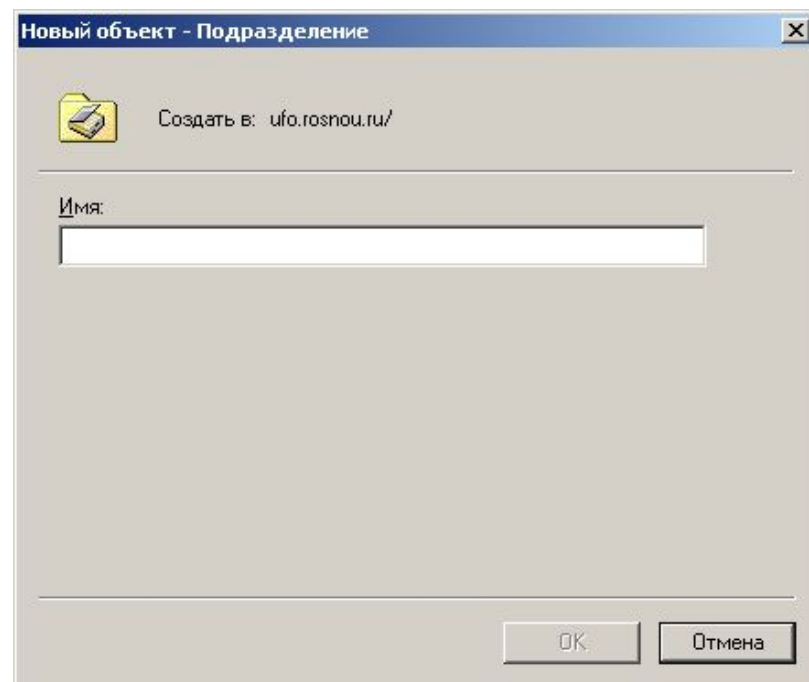 Новый объект - Подразделение
Создать в: ufo.rosnou.ru/
Имя:
OK
Отмена